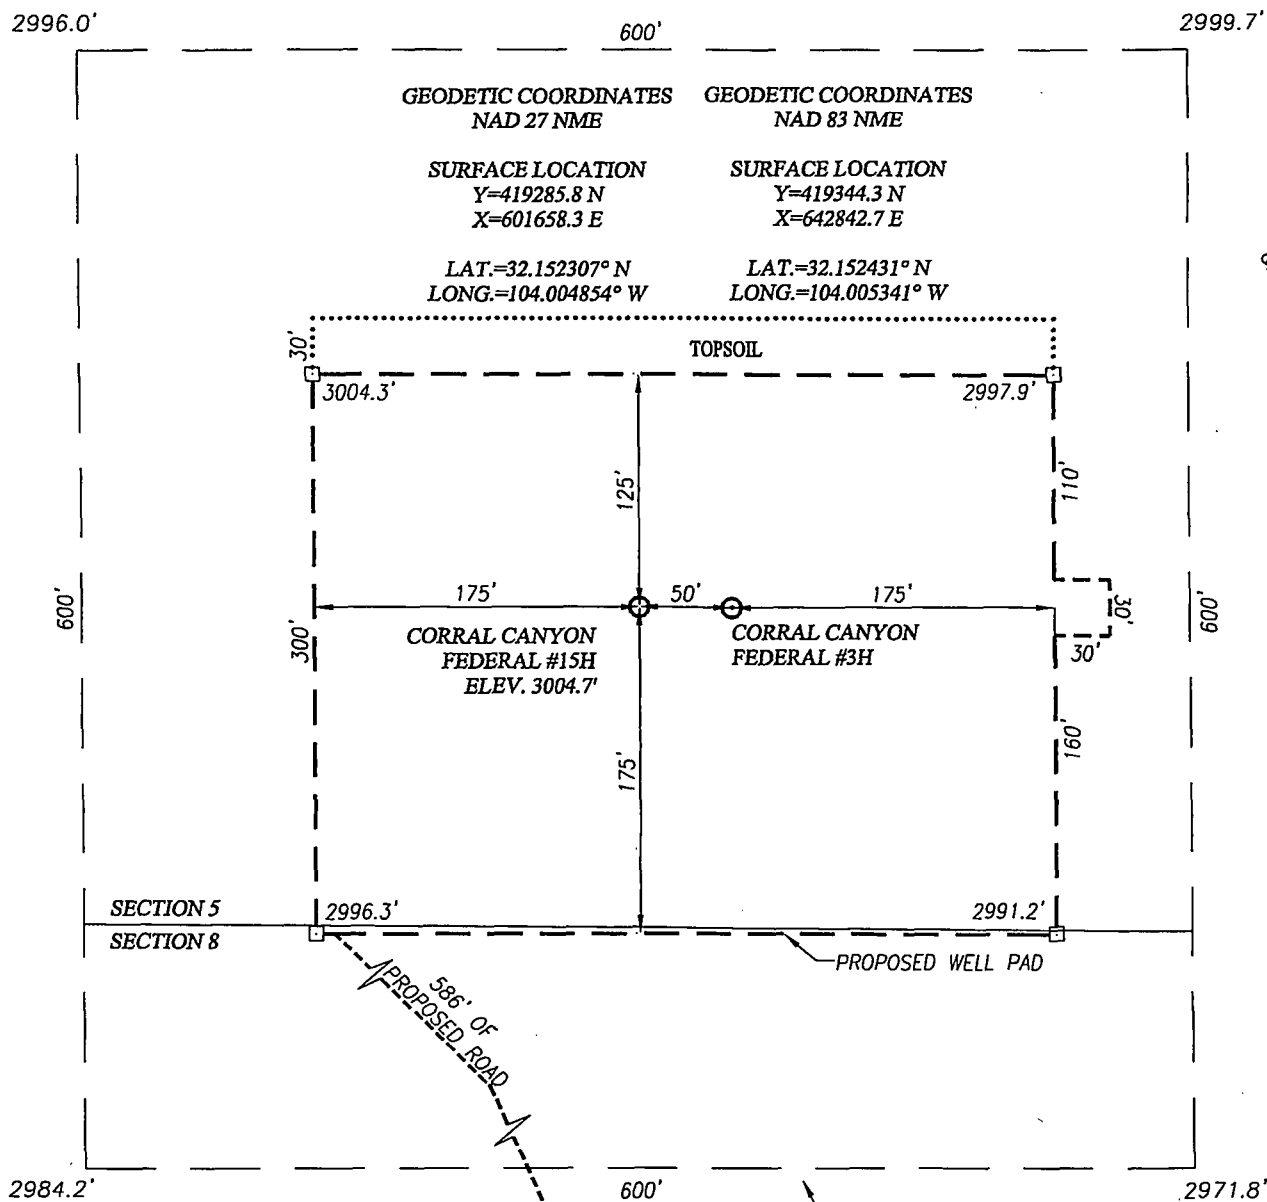 2996.0'
600'
2999.7'
GEODETIC COORDINATES
NAD 27 NME
SURFACE LOCATION
Y=419285.8 N
X=601658.3 E
LAT.=32.152307° N
LONG.=104.004854° W
GEODETIC COORDINATES
NAD 83 NME
SURFACE LOCATION
Y=419344.3 N
X=642842.7 E
LAT.=32.152431° N
LONG.=104.005341° W
30'
TOPSOIL
3004.3'
2997.9'
125'
110'
175'
50'
175'
30'
30'
600'
300'
600'
CORRAL CANYON
FEDERAL #15H
ELEV. 3004.7'
CORRAL CANYON
FEDERAL #3H
175'
160'
SECTION 5
SECTION 8
2996.3'
2991.2'
PROPOSED WELL PAD
586' OF
PROPOSED ROAD
2984.2'
600'
2971.8'